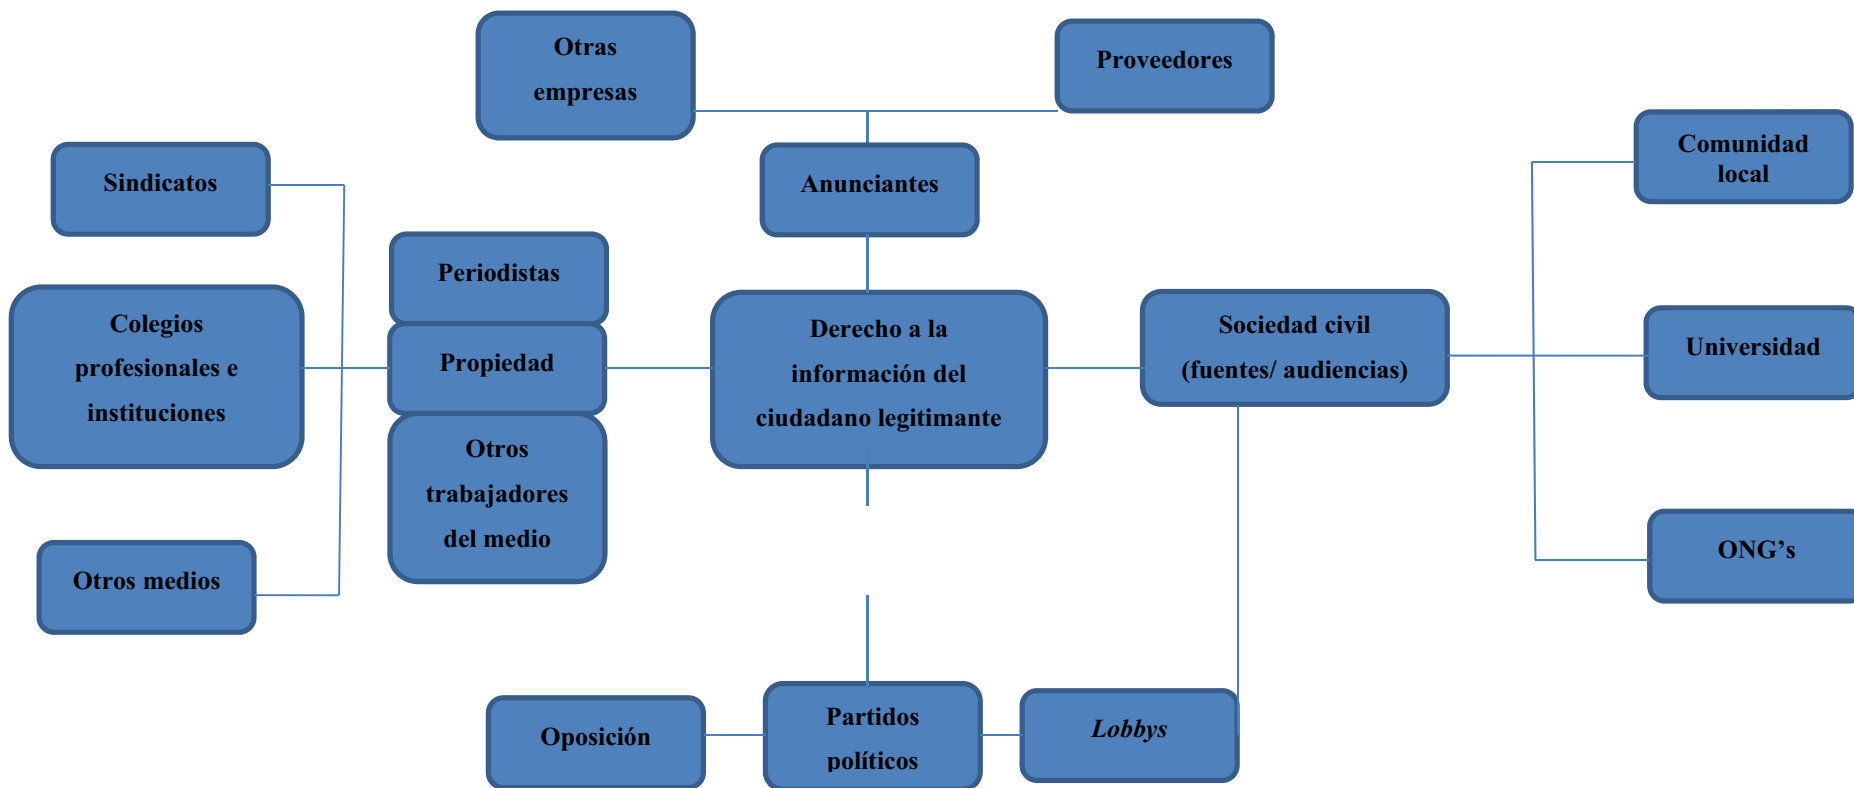 Otras
empresas
Proveedores
Anunciantes
Sindicatos
Colegios
profesionales e
instituciones
Otros medios
Periodistas
Propiedad
Otros
trabajadores
del medio
Derecho a la
información del
ciudadano legitimante
Sociedad civil
(fuentes/ audiencias)
Comunidad
local
Universidad
ONG’s
Oposición
Partidos
políticos
Lobbys